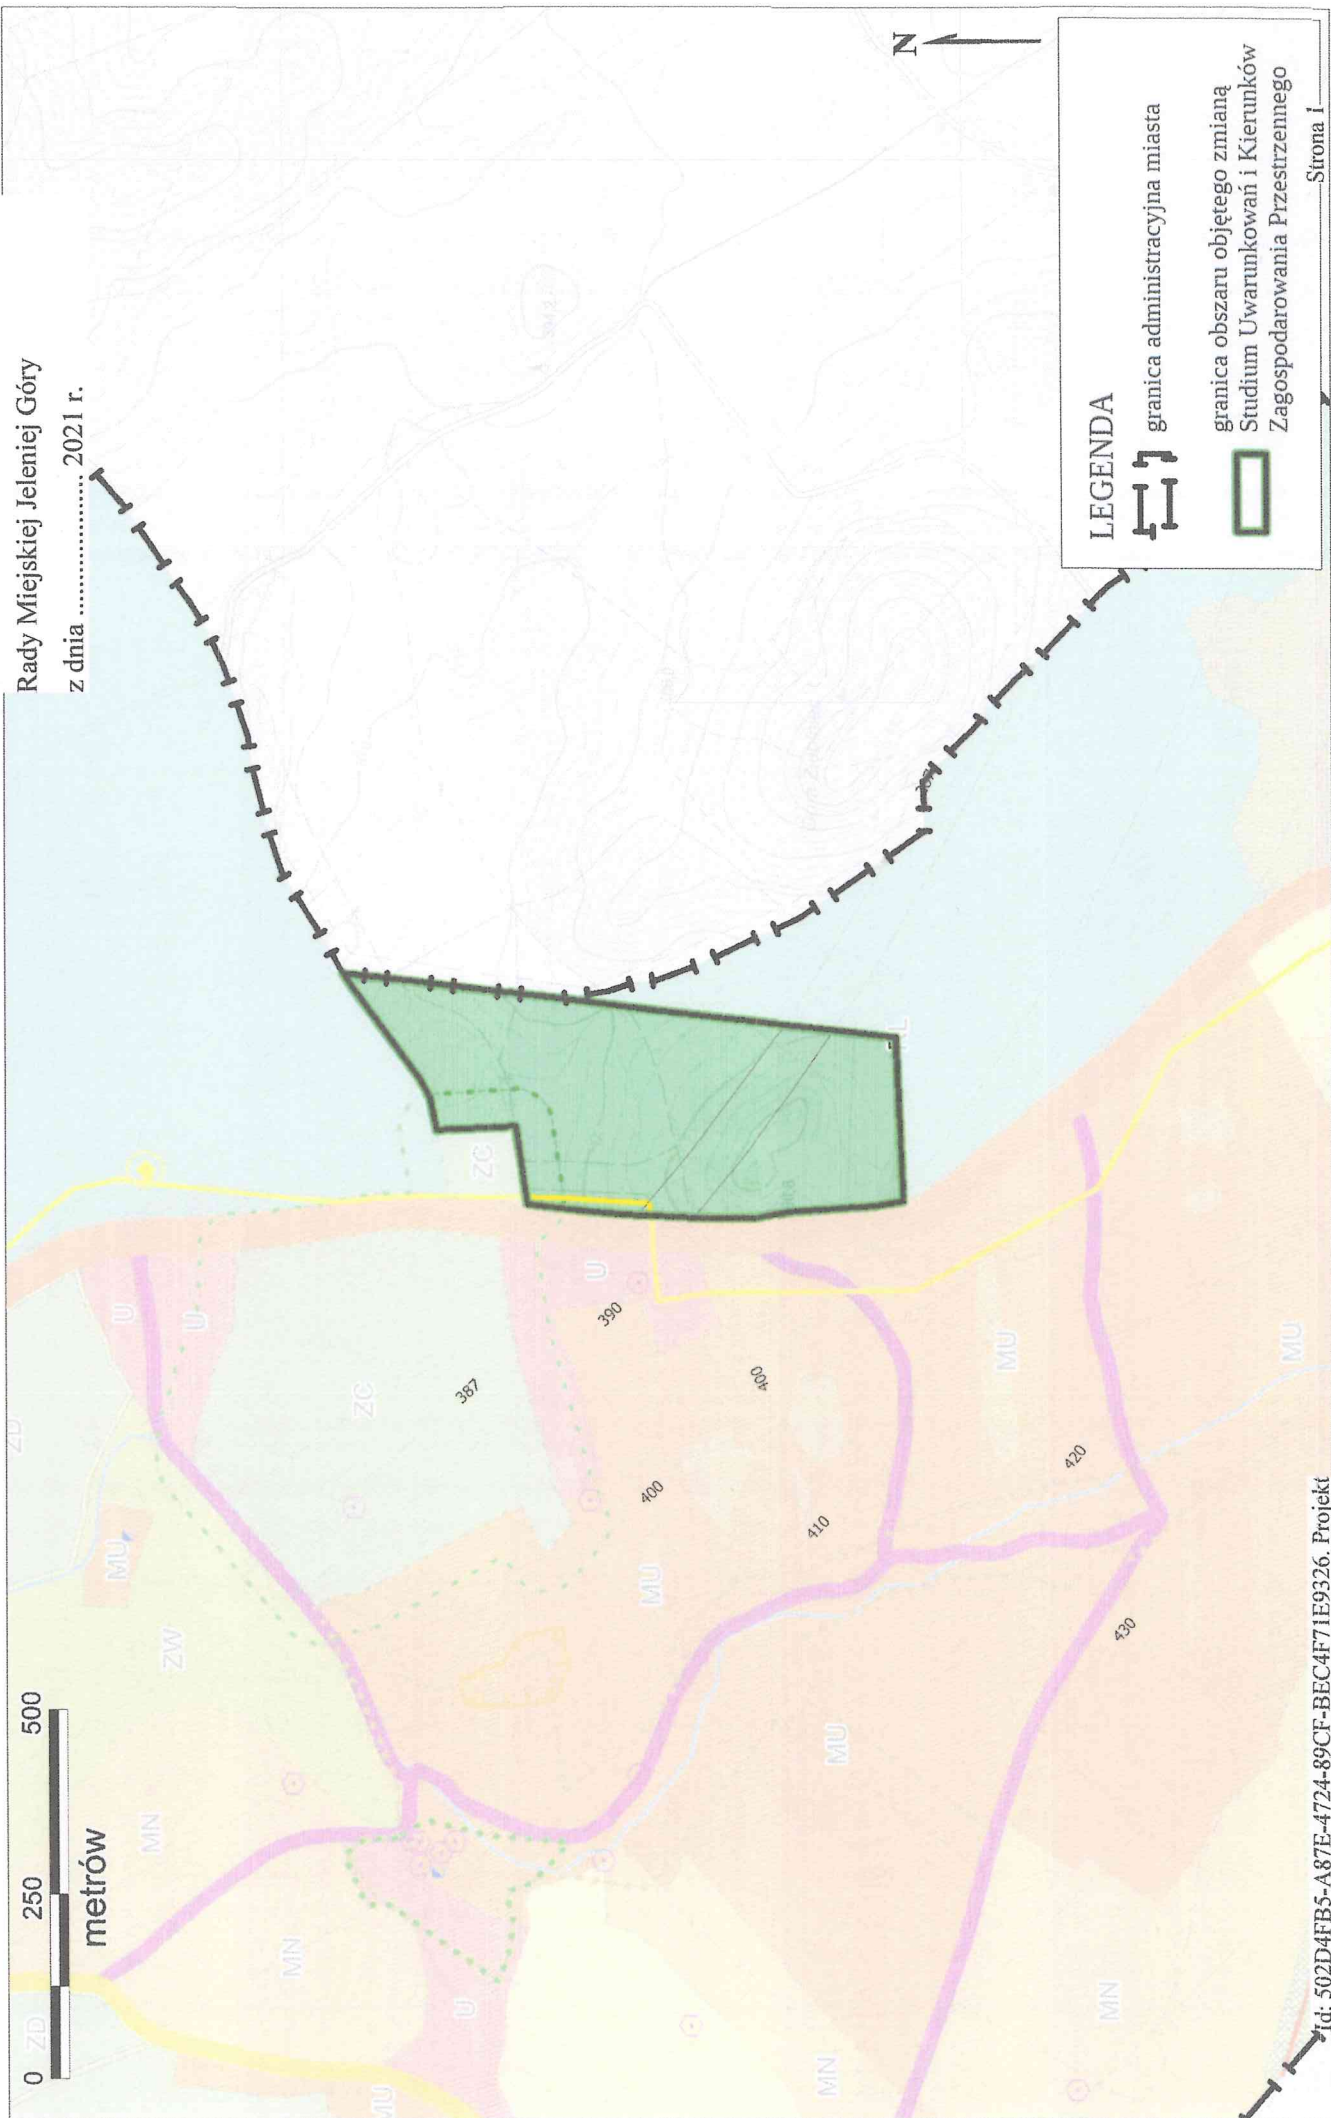 Rady Miejskiej Jeleniej Góry
z dnia ........................ 2021 r.
0 250 500
metrów
N
ZD
ZD
MN
MN
MN
MN
MU
MU
MU
MU
MU
MU
ZW
ZC
ZC
U
U
U
U
387
390
400
400
410
420
430
LEGENDA
granica administracyjna miasta
granica obszaru objętego zmianą
Studium Uwarunkowań i Kierunków
Zagospodarowania Przestrzennego
Id: 502D4FB5-A87E-4724-89CF-BEC4F71E9326. Projekt
Strona 1